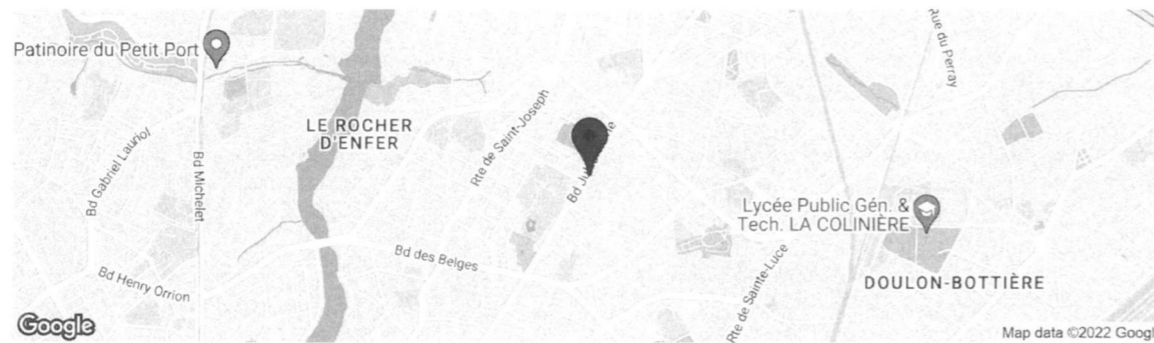 Patinoire du Petit Port
Rue du Perray
LE ROCHER
D'ENFER
Rte de Saint-Joseph
Bd Gabriel Lauriol
Bd Michelet
Lycée Public Gén. &
Tech. LA COLINIÈRE
Bd des Belges
Bd Henry Orrion
Rte de Sainte-Luce
DOULON-BOTTIÈRE
Google
Map data ©2022 Googl